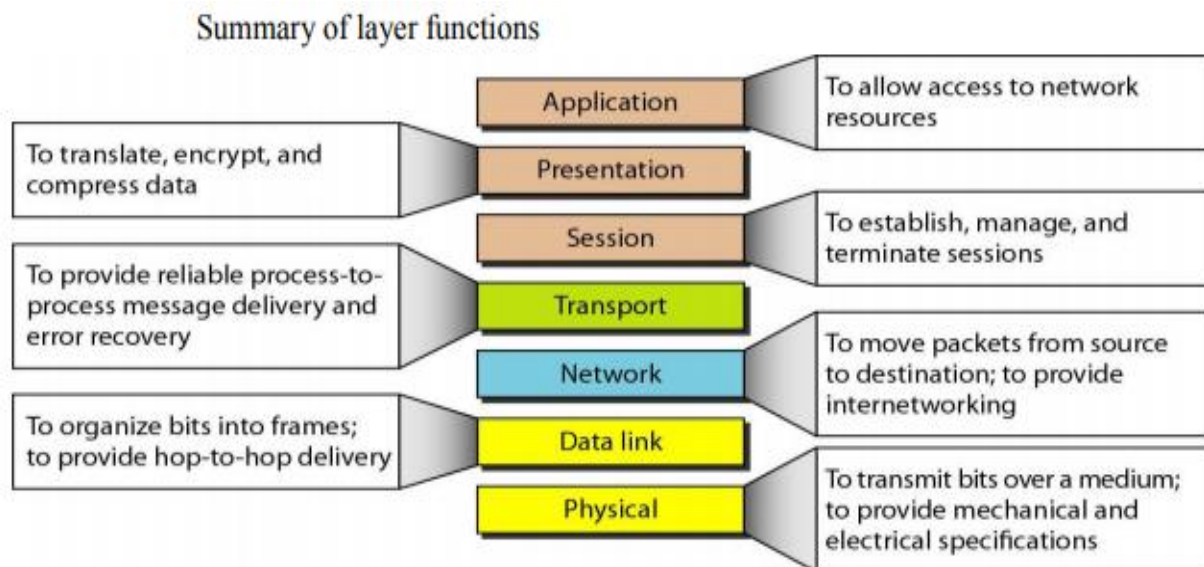 Summary of layer functions
Application
To allow access to network
resources
To translate, encrypt, and
compress data
Presentation
Session
To establish, manage, and
terminate sessions
To provide reliable process-to-
process message delivery and
error recovery
Transport
Network
To move packets from source
to destination; to provide
internetworking
To organize bits into frames;
to provide hop-to-hop delivery
Data link
Physical
To transmit bits over a medium;
to provide mechanical and
electrical specifications